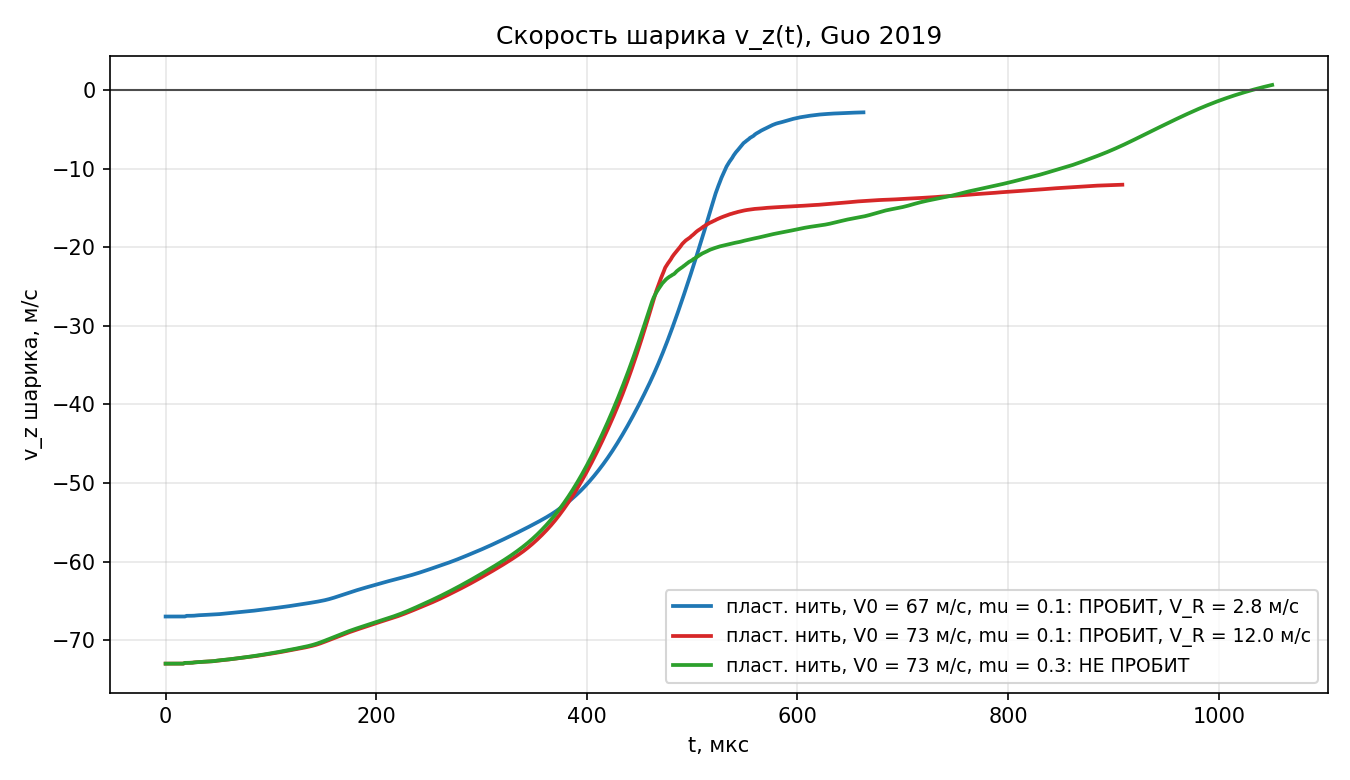 Скорость шарика v_z(t), Guo 2019
v_z шарика, м/с
0
−10
−20
−30
−40
−50
−60
−70
пласт. нить, V0 = 67 м/с, mu = 0.1: ПРОБИТ, V_R = 2.8 м/с
пласт. нить, V0 = 73 м/с, mu = 0.1: ПРОБИТ, V_R = 12.0 м/с
пласт. нить, V0 = 73 м/с, mu = 0.3: НЕ ПРОБИТ
0 200 400 600 800 1000
t, мкс